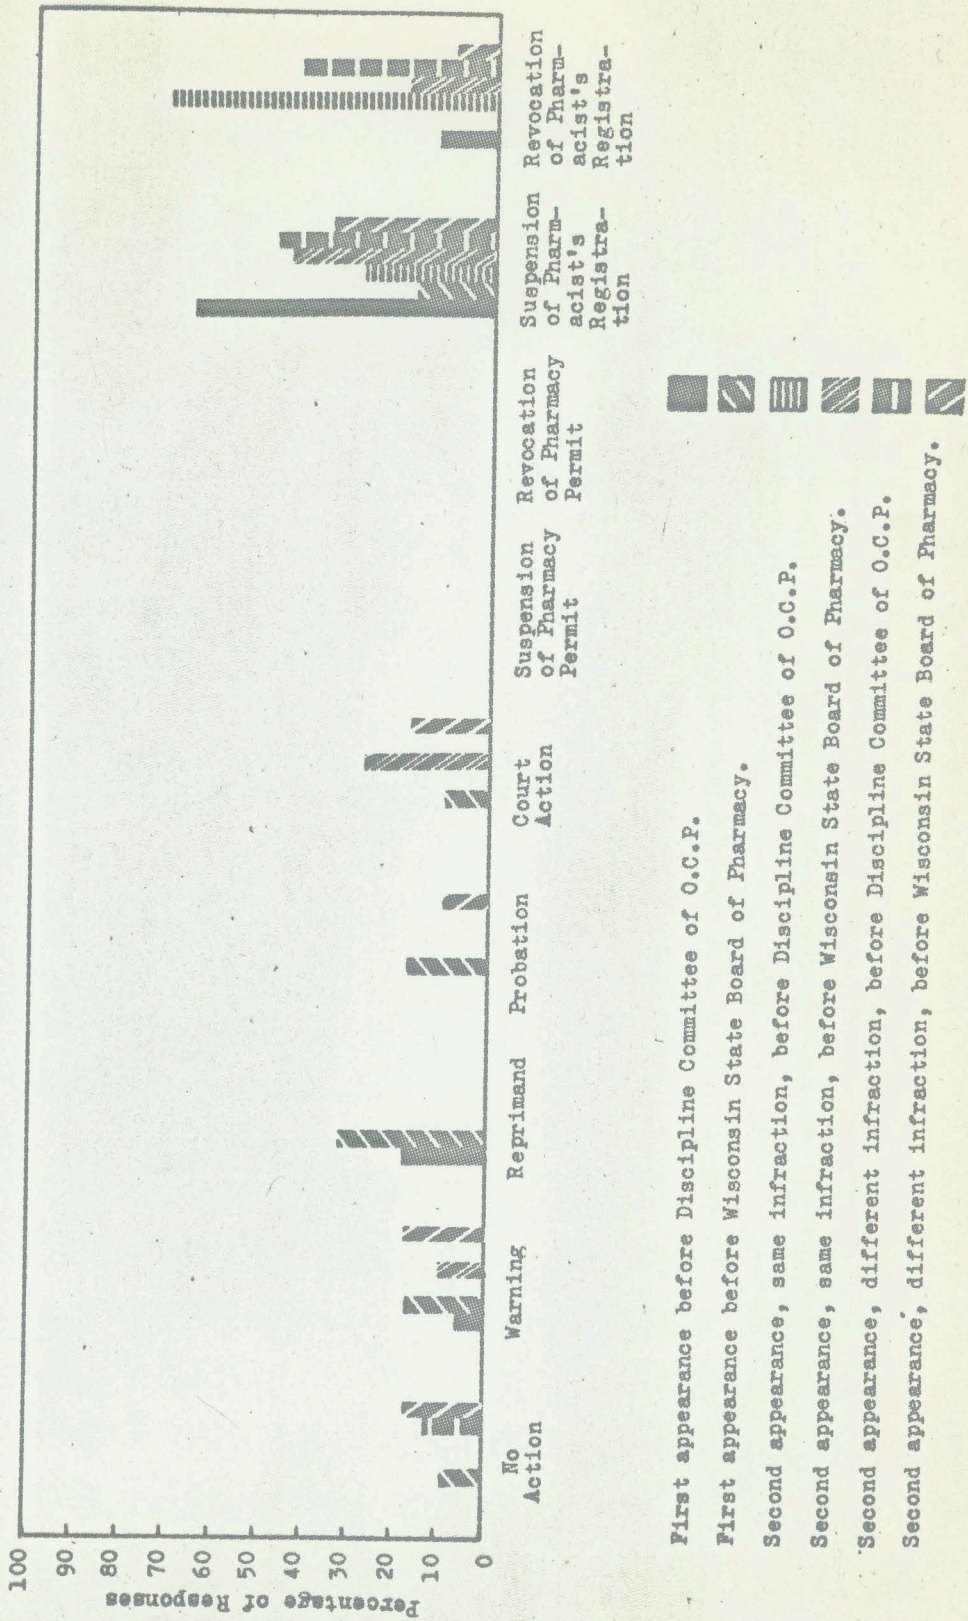 Percentage of Responses
100
90
80
70
60
50
40
30
20
10
0
No
Action
Warning
Reprimand
Probation
Court
Action
Suspension
of Pharmacy
Permit
Revocation
of Pharmacy
Permit
Suspension
of Pharm-
acist's
Registra-
tion
Revocation
of Pharm-
acist's
Registra-
tion
First appearance before Discipline Committee of O.C.P.
First appearance before Wisconsin State Board of Pharmacy.
Second appearance, same infraction, before Discipline Committee of O.C.P.
Second appearance, same infraction, before Wisconsin State Board of Pharmacy.
Second appearance, different infraction, before Discipline Committee of O.C.P.
Second appearance, different infraction, before Wisconsin State Board of Pharmacy.